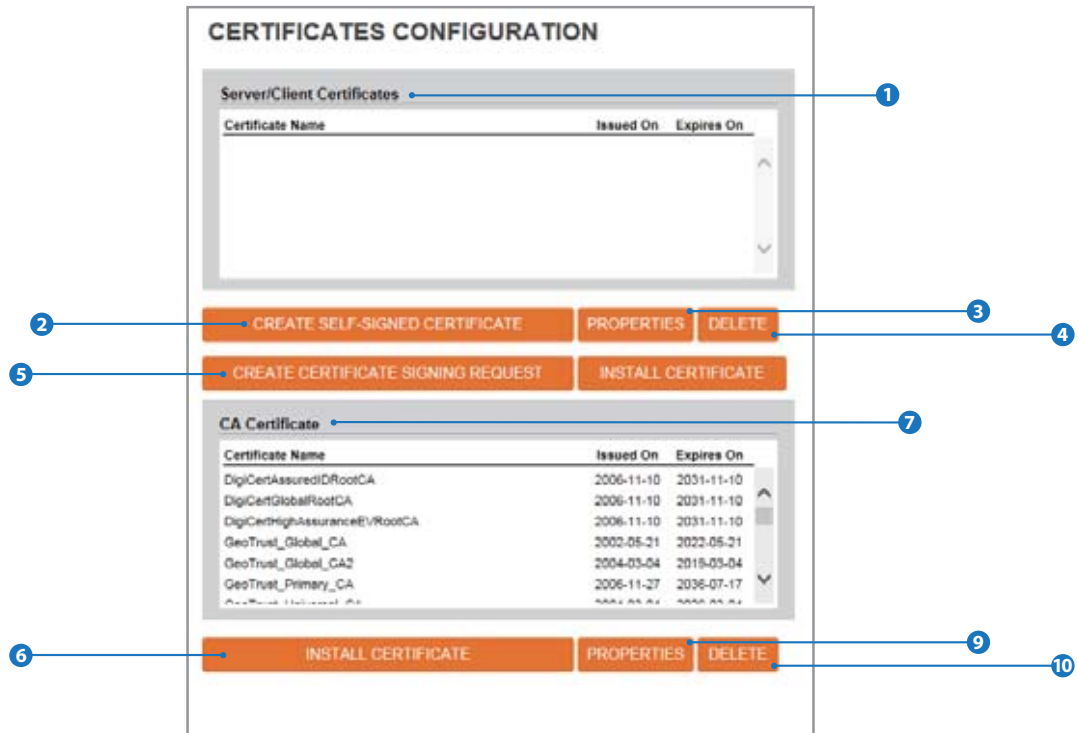 CERTIFICATES CONFIGURATION
Server/Client Certificates
1
Certificate Name Issued On Expires On
2
CREATE SELF-SIGNED CERTIFICATE PROPERTIES DELETE
3
4
5
CREATE CERTIFICATE SIGNING REQUEST INSTALL CERTIFICATE
CA Certificate
7
Certificate Name Issued On Expires On
DigiCertAssuredIDRootCA 2006-11-10 2031-11-10
DigiCertGlobalRootCA 2006-11-10 2031-11-10
DigiCertHighAssuranceEVRootCA 2006-11-10 2031-11-10
GeoTrust_Global_CA 2002-05-21 2022-05-21
GeoTrust_Global_CA2 2004-03-04 2019-03-04
GeoTrust_Primary_CA 2006-11-27 2036-07-17
6
INSTALL CERTIFICATE PROPERTIES DELETE
9
10